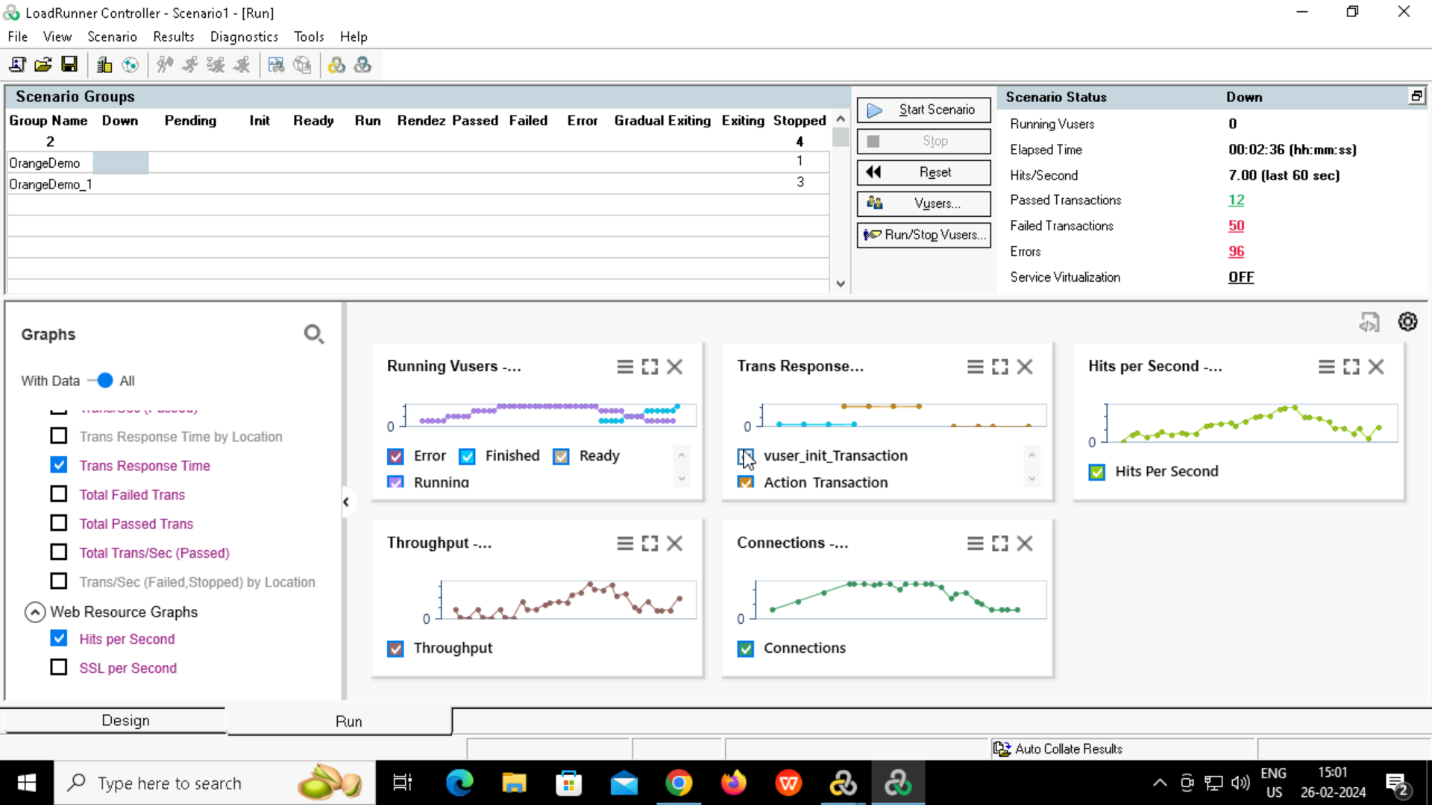 LoadRunner Controller - Scenario1 - [Run]
File View Scenario Results Diagnostics Tools Help
Scenario Groups
Group Name Down Pending Init Ready Run Rendez Passed Failed Error Gradual Exiting Exiting Stopped
2 4
OrangeDemo 1
OrangeDemo_1 3
Start Scenario
Stop
Reset
Vusers...
Run/Stop Vusers...
Scenario Status Down
Running Vusers 0
Elapsed Time 00:02:36 (hh:mm:ss)
Hits/Second 7.00 (last 60 sec)
Passed Transactions 12
Failed Transactions 50
Errors 96
Service Virtualization OFF
Graphs
With Data All
Trans/Sec (Passed)
Trans Response Time by Location
Trans Response Time
Total Failed Trans
Total Passed Trans
Total Trans/Sec (Passed)
Trans/Sec (Failed,Stopped) by Location
Web Resource Graphs
Hits per Second
SSL per Second
Running Vusers -...
0
Error Finished Ready
Running
Trans Response...
0
vuser_init_Transaction
Action_Transaction
Hits per Second -...
0
Hits Per Second
Throughput -...
0
Throughput
Connections -...
0
Connections
Design Run
Auto Collate Results
Type here to search
ENG
US
15:01
26-02-2024
2